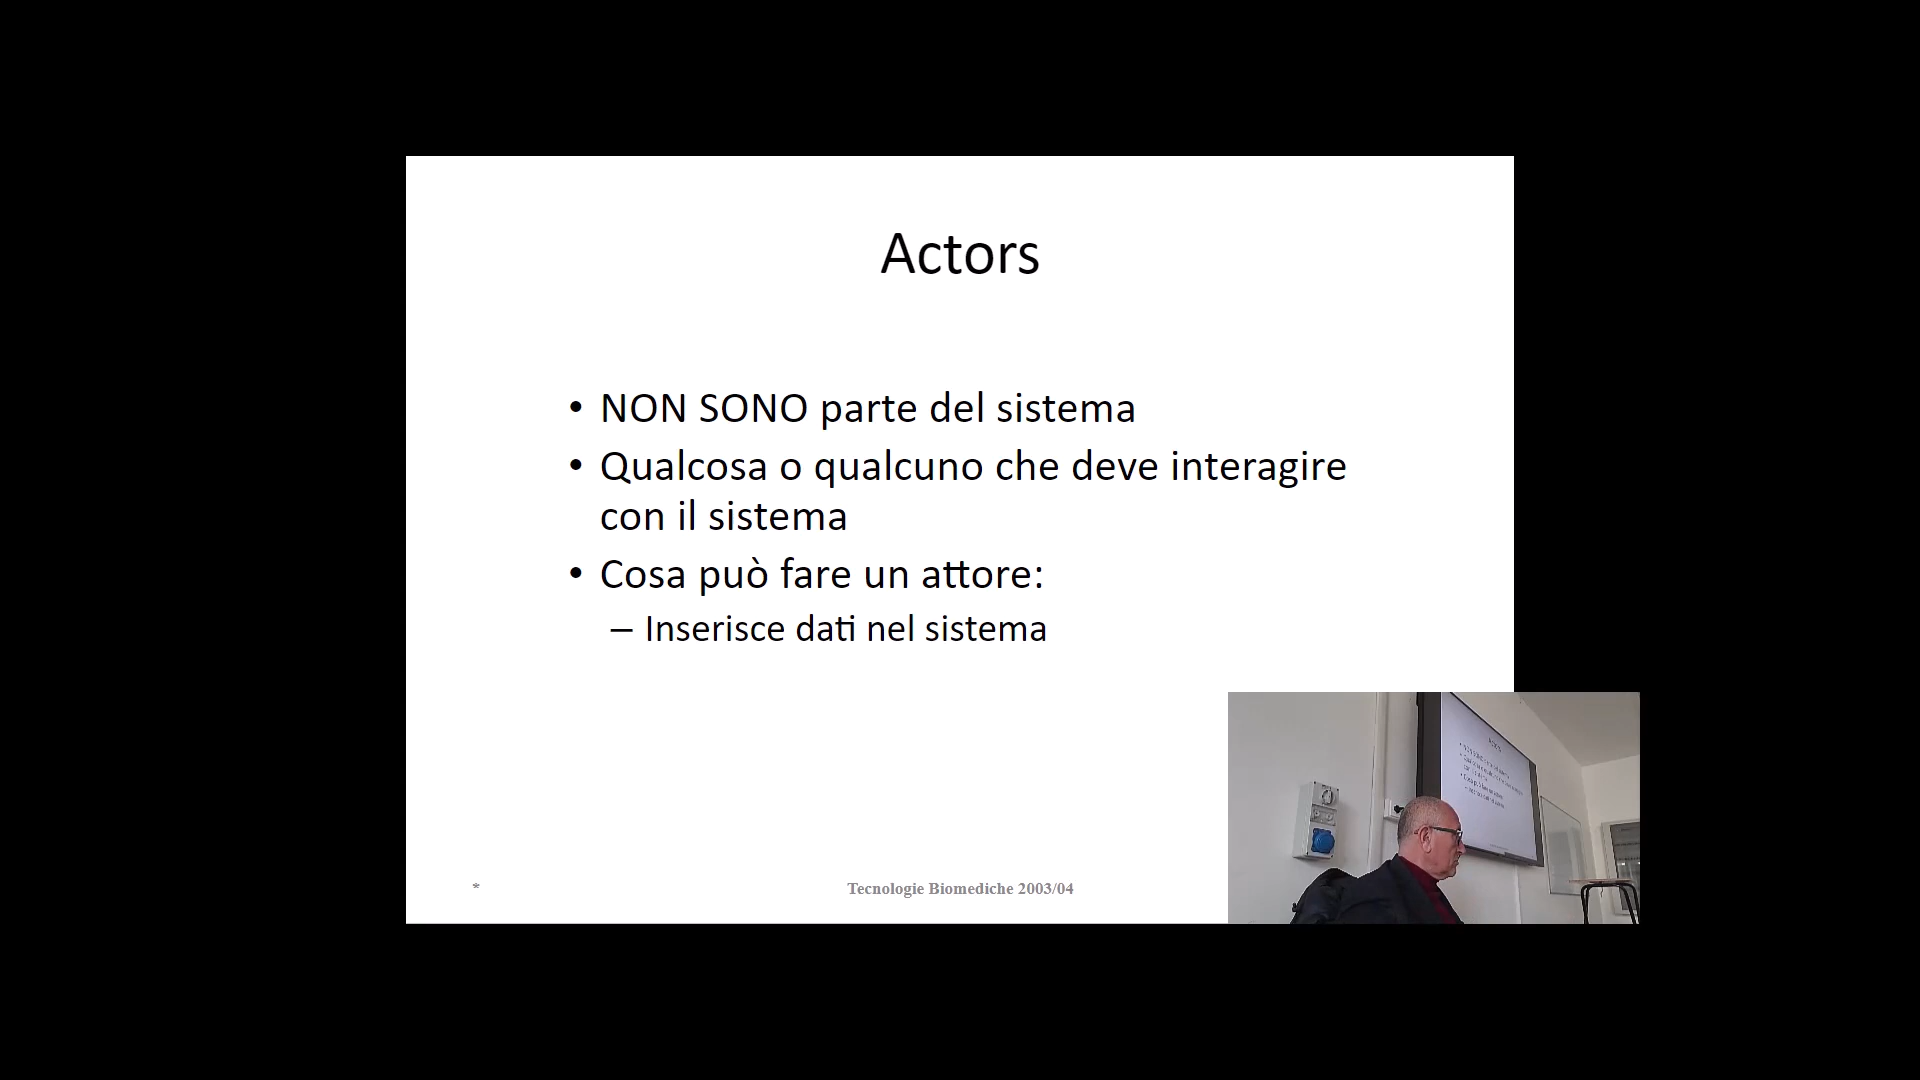 Actors
• NON SONO parte del sistema
• Qualcosa o qualcuno che deve interagire
con il sistema
• Cosa può fare un attore:
– Inserisce dati nel sistema
*
Tecnologie Biomediche 2003/04